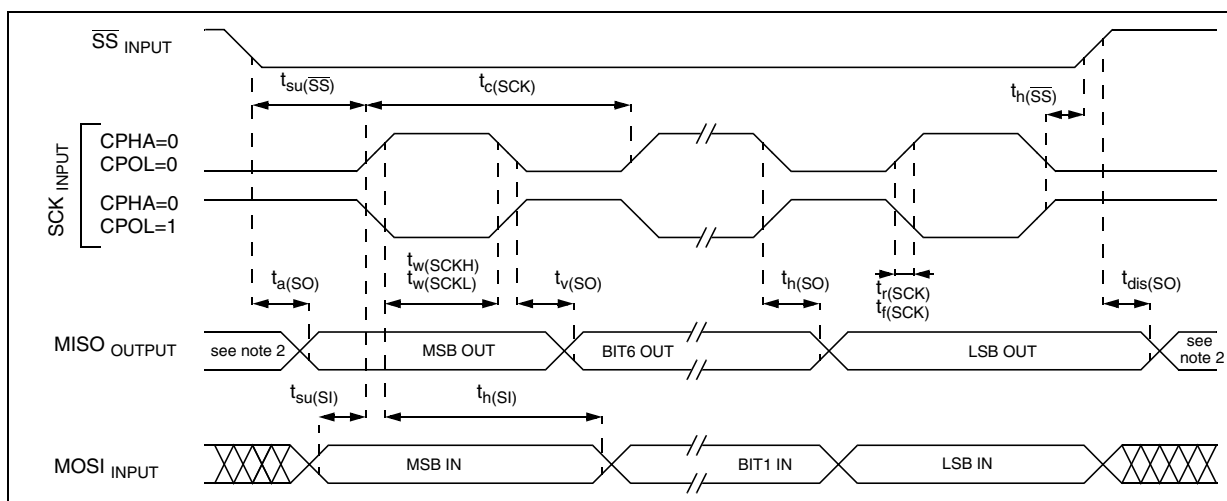 SS INPUT
tsu(SS)
tc(SCK)
th(SS)
SCK INPUT
CPHA=0
CPOL=0
CPHA=0
CPOL=1
ta(SO)
tw(SCKH)
tw(SCKL)
tv(SO)
th(SO)
tr(SCK)
tf(SCK)
tdis(SO)
MISO OUTPUT
see note 2
MSB OUT
BIT6 OUT
LSB OUT
see
note 2
tsu(SI)
th(SI)
MOSI INPUT
MSB IN
BIT1 IN
LSB IN